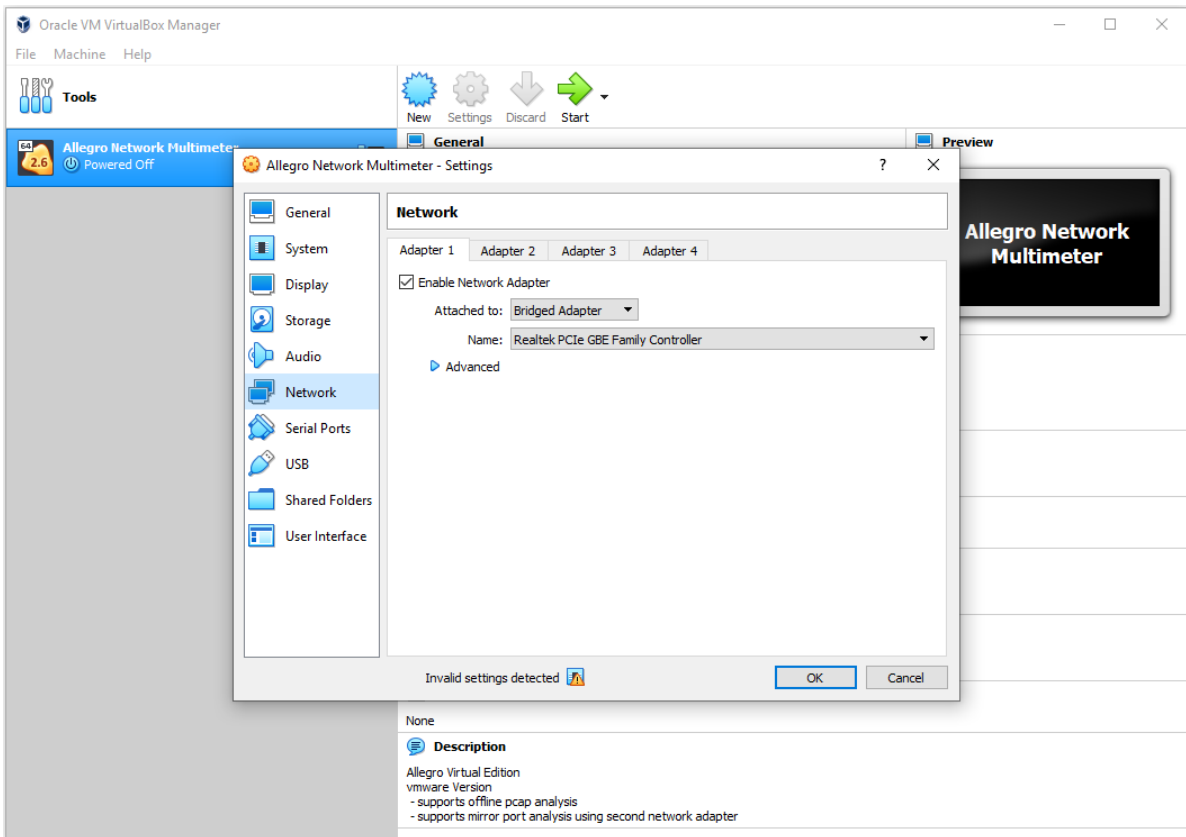 Oracle VM VirtualBox Manager
File Machine Help
Tools
New Settings Discard Start
64
2.6
Allegro Network Multimeter
Powered Off
General
Preview
Allegro Network Multimeter - Settings
?
General
System
Display
Storage
Audio
Network
Serial Ports
USB
Shared Folders
User Interface
Network
Adapter 1 Adapter 2 Adapter 3 Adapter 4
Enable Network Adapter
Attached to: Bridged Adapter
Name: Realtek PCIe GBE Family Controller
Advanced
Invalid settings detected
OK Cancel
Allegro Network
Multimeter
None
Description
Allegro Virtual Edition
vmware Version
- supports offline pcap analysis
- supports mirror port analysis using second network adapter